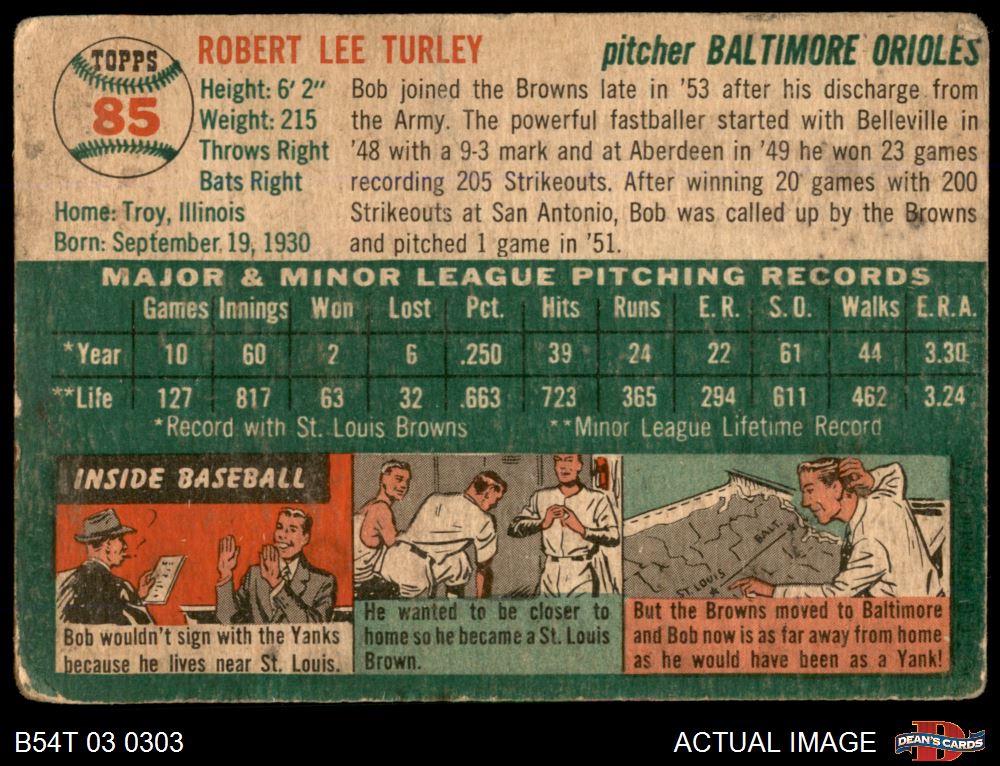 TOPPS
85
ROBERT LEE TURLEY
pitcher BALTIMORE ORIOLES
Height: 6' 2"
Weight: 215
Throws Right
Bats Right
Home: Troy, Illinois
Born: September 19, 1930
Bob joined the Browns late in '53 after his discharge from
the Army. The powerful fastballer started with Belleville in
'48 with a 9-3 mark and at Aberdeen in '49 he won 23 games
recording 205 Strikeouts. After winning 20 games with 200
Strikeouts at San Antonio, Bob was called up by the Browns
and pitched 1 game in '51.
MAJOR & MINOR LEAGUE PITCHING RECORDS
Games Innings Won Lost Pct. Hits Runs E. R. S. O. Walks E. R. A.
*Year 10 60 2 6 .250 39 24 22 61 44 3.30
**Life 127 817 63 32 .663 723 365 294 611 462 3.24
*Record with St. Louis Browns **Minor League Lifetime Record
INSIDE BASEBALL
Bob wouldn't sign with the Yanks
because he lives near St. Louis.
He wanted to be closer to
home so he became a St. Louis
Brown.
BALT.
ST. LOUIS
But the Browns moved to Baltimore
and Bob now is as far away from home
as he would have been as a Yank!
B54T 03 0303
ACTUAL IMAGE
DEAN'S CARDS